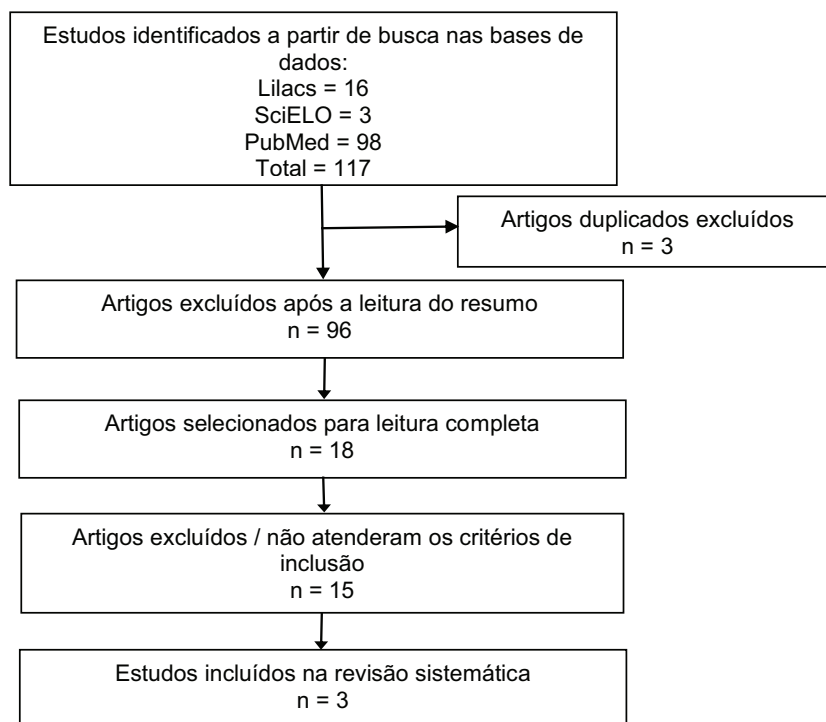 Estudos identificados a partir de busca nas bases de
dados:
Lilacs = 16
SciELO = 3
PubMed = 98
Total = 117
Artigos duplicados excluídos
n = 3
Artigos excluídos após a leitura do resumo
n = 96
Artigos selecionados para leitura completa
n = 18
Artigos excluídos / não atenderam os critérios de
inclusão
n = 15
Estudos incluídos na revisão sistemática
n = 3